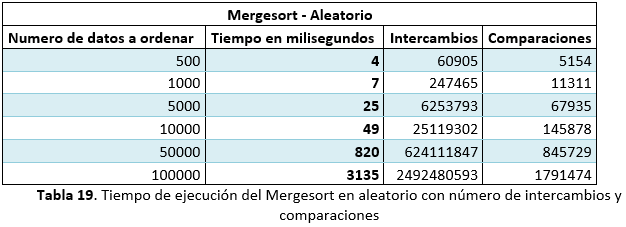 Mergesort - Aleatorio
Numero de datos a ordenar Tiempo en milisegundos Intercambios Comparaciones
500 4 60905 5154
1000 7 247465 11311
5000 25 6253793 67935
10000 49 25119302 145878
50000 820 624111847 845729
100000 3135 2492480593 1791474
Tabla 19. Tiempo de ejecución del Mergesort en aleatorio con número de intercambios y
comparaciones